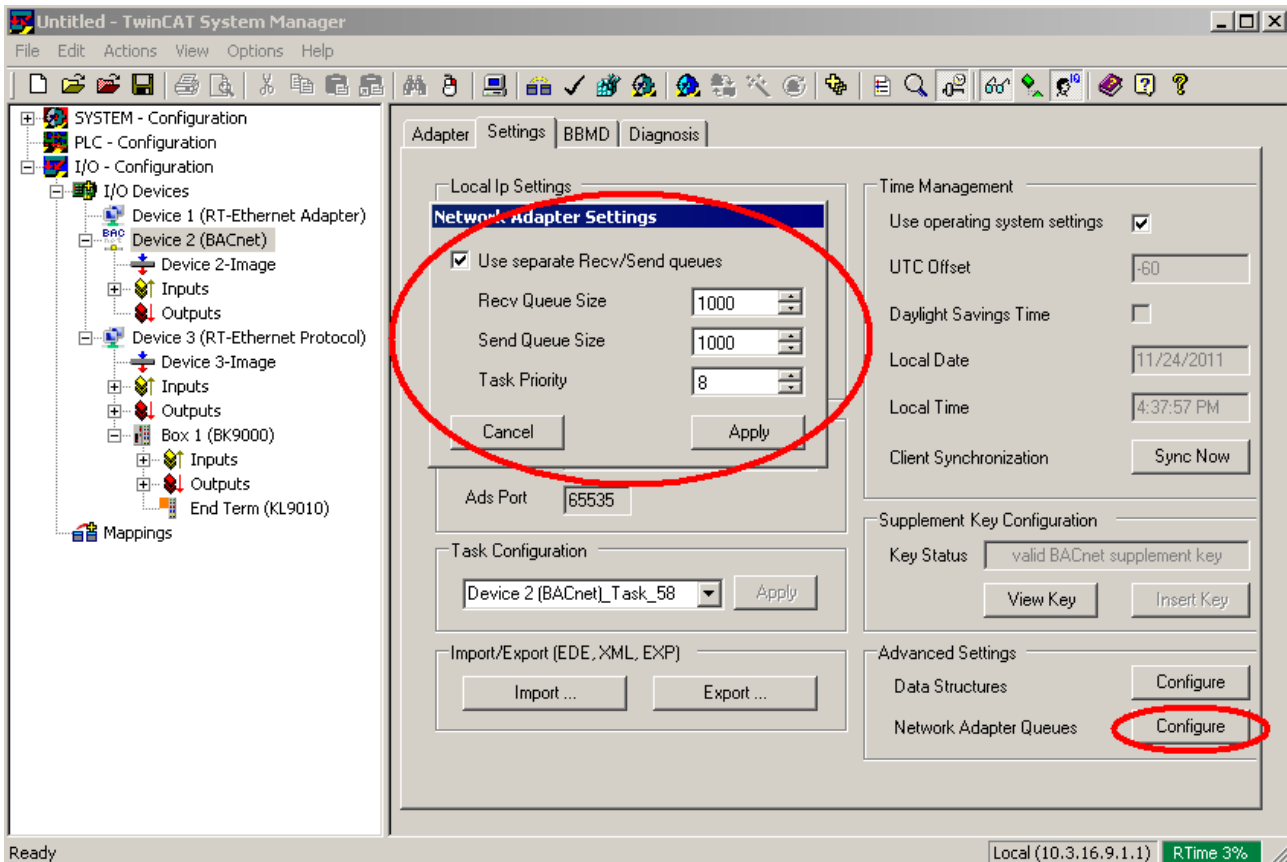 Untitled - TwinCAT System Manager
File Edit Actions View Options Help
SYSTEM - Configuration
PLC - Configuration
I/O - Configuration
I/O Devices
Device 1 (RT-Ethernet Adapter)
Device 2 (BACnet)
Device 2-Image
Inputs
Outputs
Device 3 (RT-Ethernet Protocol)
Device 3-Image
Inputs
Outputs
Box 1 (BK9000)
Inputs
Outputs
End Term (KL9010)
Mappings
Adapter Settings BBMD Diagnosis
Local Ip Settings
Network Adapter Settings
Use separate Recv/Send queues
Recv Queue Size 1000
Send Queue Size 1000
Task Priority 8
Cancel Apply
Ads Port 65535
Task Configuration
Device 2 (BACnet)_Task_58 Apply
Import/Export (EDE, XML, EXP)
Import ... Export ...
Time Management
Use operating system settings
UTC Offset -60
Daylight Savings Time
Local Date 11/24/2011
Local Time 4:37:57 PM
Client Synchronization Sync Now
Supplement Key Configuration
Key Status valid BACnet supplement key
View Key Insert Key
Advanced Settings
Data Structures Configure
Network Adapter Queues Configure
Ready Local (10.3.16.9.1.1) RTime 3%